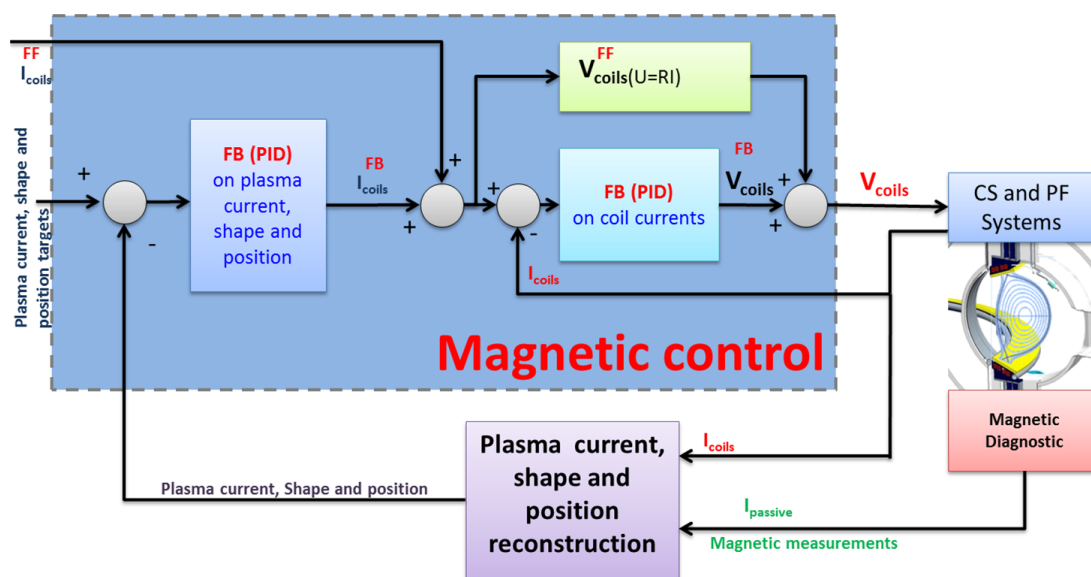 FF
I coils
Plasma current, shape and
position targets
+
-
FB (PID)
on plasma
current,
shape and
position
FB
I coils
+
+
FF
V coils(U=RI)
+
-
FB (PID)
on coil currents
FB
V coils
+
+
V coils
CS and PF
Systems
I coils
Magnetic control
Magnetic
Diagnostic
Plasma current,
shape and
position
reconstruction
I coils
Plasma current, Shape and position
I passive
Magnetic measurements